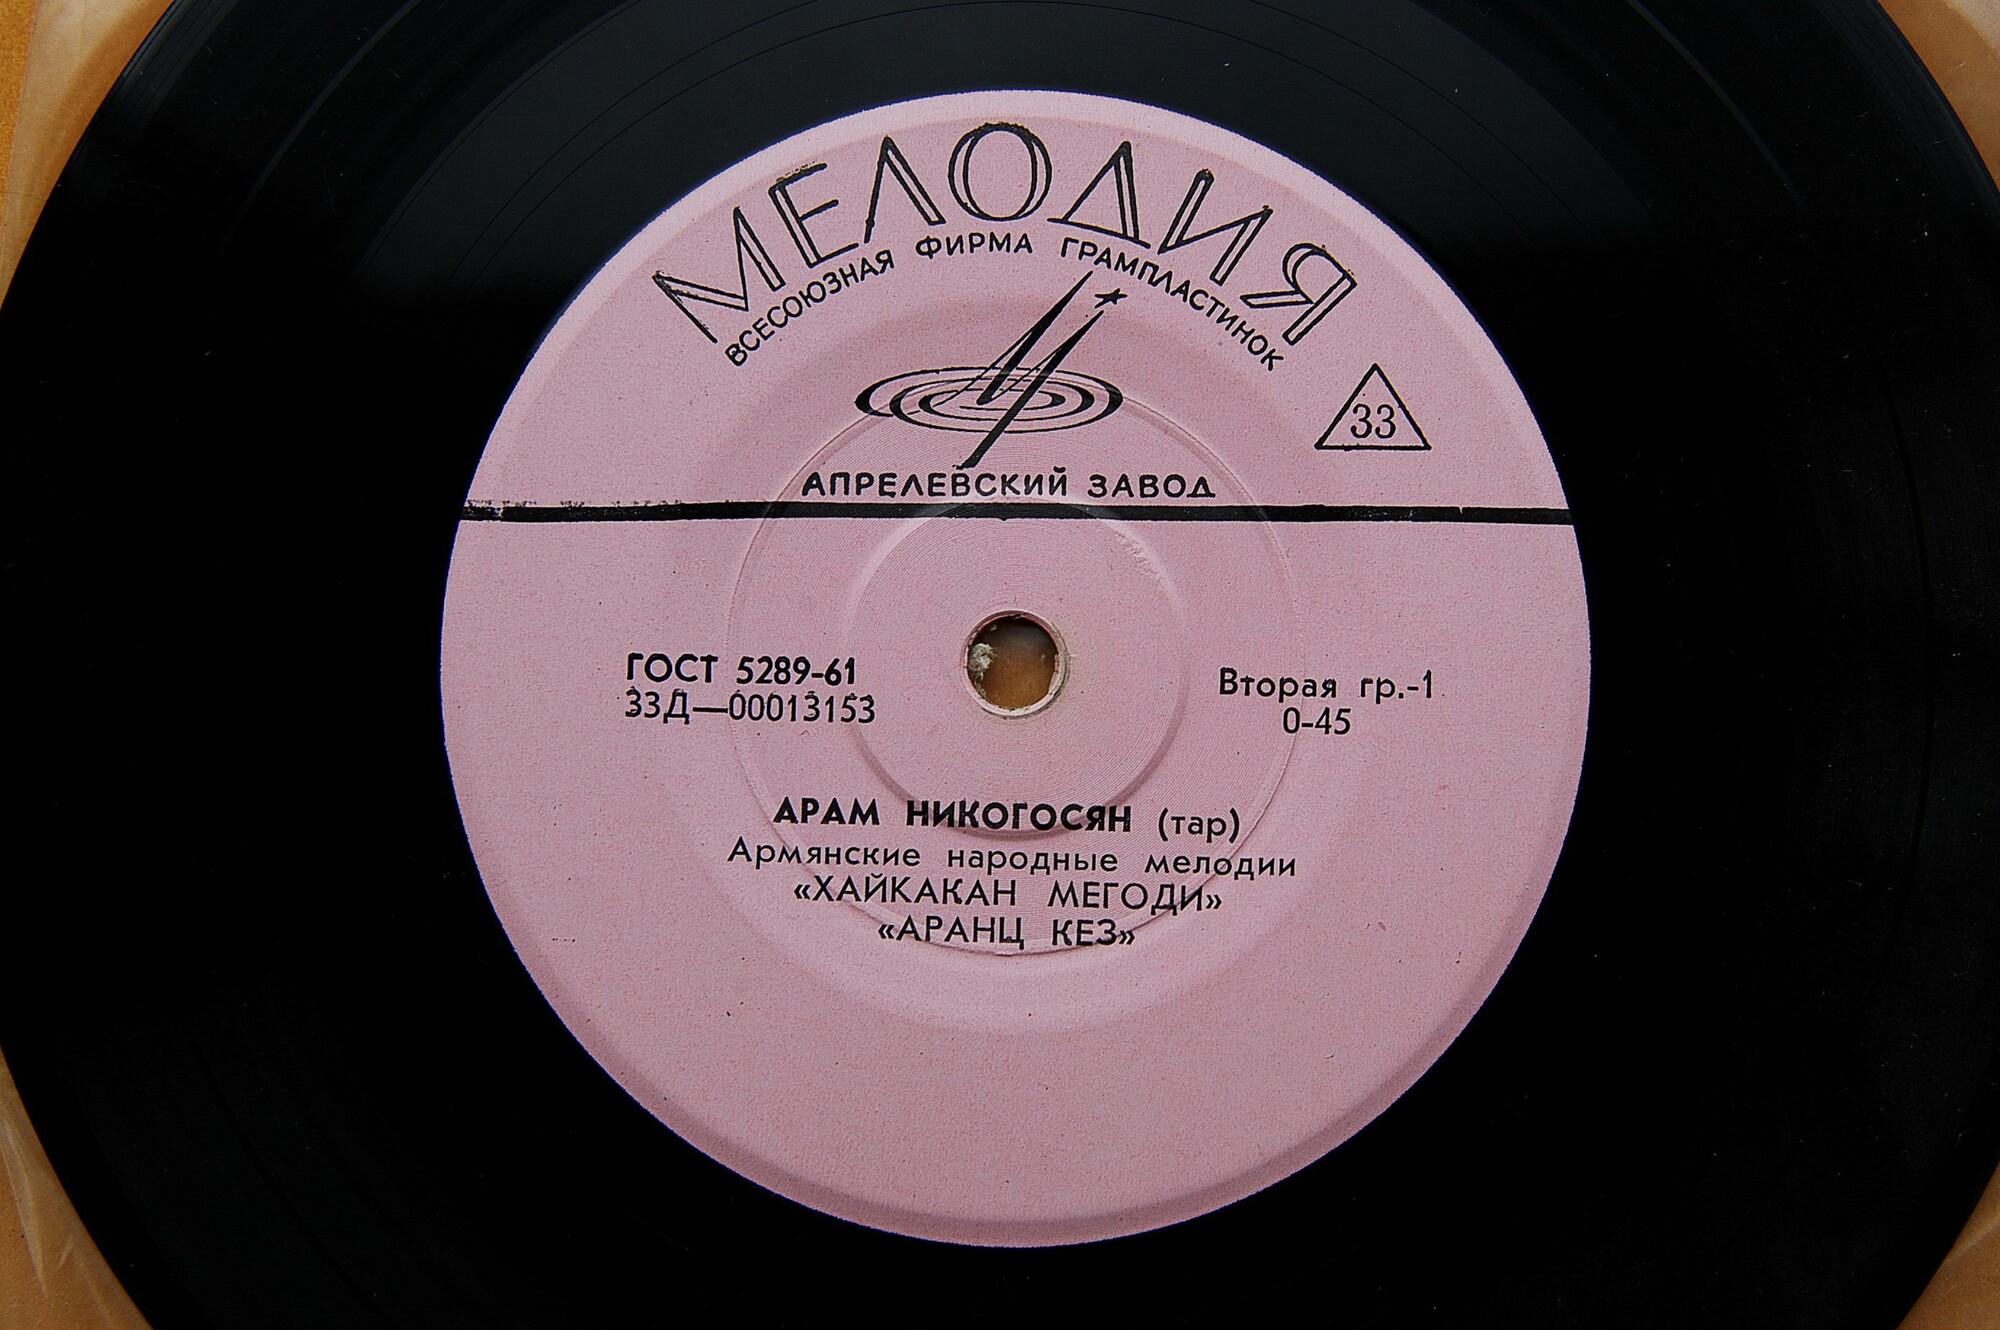 МЕЛОДИЯ
ВСЕСОЮЗНАЯ ФИРМА ГРАМПЛАСТИНОК
33
АПРЕЛЕВСКИЙ ЗАВОД
ГОСТ 5289-61
33Д—00013153
Вторая гр.-1
0-45
АРАМ НИКОГОСЯН (тар)
Армянские народные мелодии
«ХАЙКАКАН МЕГОДИ»
«АРАНЦ КЕЗ»